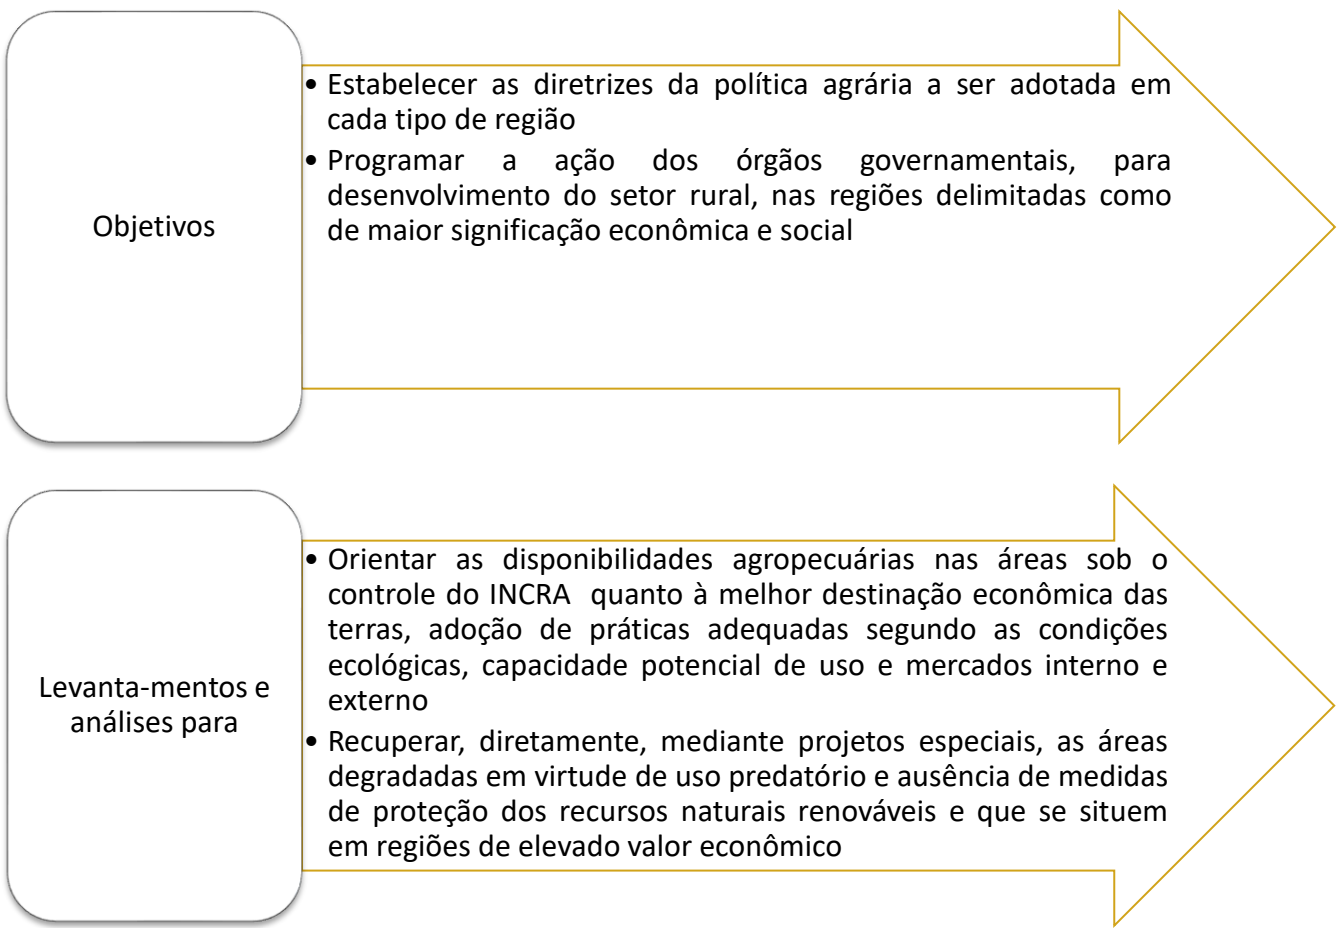 Objetivos
• Estabelecer as diretrizes da política agrária a ser adotada em
cada tipo de região
• Programar a ação dos órgãos governamentais, para
desenvolvimento do setor rural, nas regiões delimitadas como
de maior significação econômica e social
Levanta-mentos e
análises para
• Orientar as disponibilidades agropecuárias nas áreas sob o
controle do INCRA quanto à melhor destinação econômica das
terras, adoção de práticas adequadas segundo as condições
ecológicas, capacidade potencial de uso e mercados interno e
externo
• Recuperar, diretamente, mediante projetos especiais, as áreas
degradadas em virtude de uso predatório e ausência de medidas
de proteção dos recursos naturais renováveis e que se situem
em regiões de elevado valor econômico